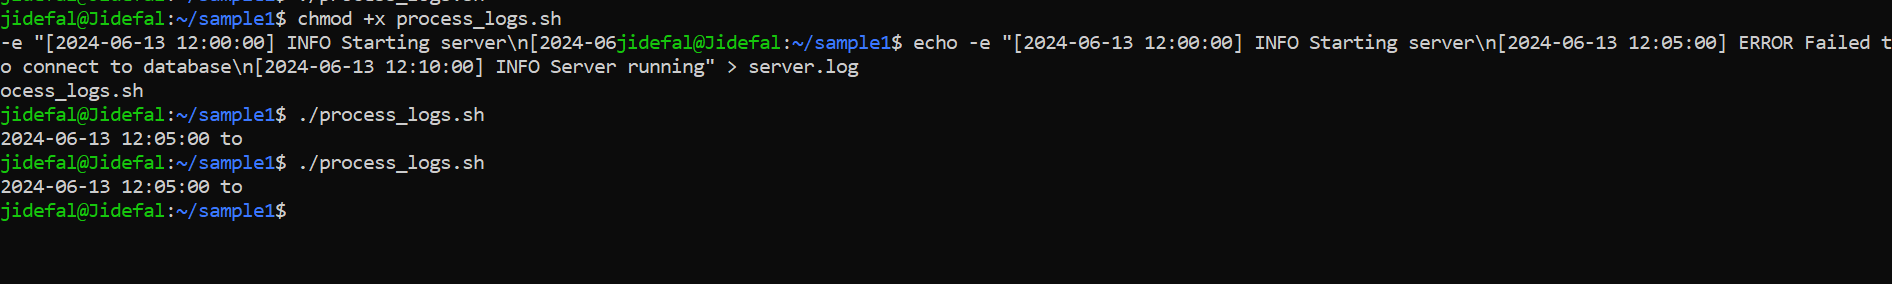 jidefal@Jidefal:~/sample1$ chmod +x process_logs.sh
-e "[2024-06-13 12:00:00] INFO Starting server\n[2024-06jidefal@Jidefal:~/sample1$ echo -e "[2024-06-13 12:00:00] INFO Starting server\n[2024-06-13 12:05:00] ERROR Failed t
o connect to database\n[2024-06-13 12:10:00] INFO Server running" > server.log
ocess_logs.sh
jidefal@Jidefal:~/sample1$ ./process_logs.sh
2024-06-13 12:05:00 to
jidefal@Jidefal:~/sample1$ ./process_logs.sh
2024-06-13 12:05:00 to
jidefal@Jidefal:~/sample1$